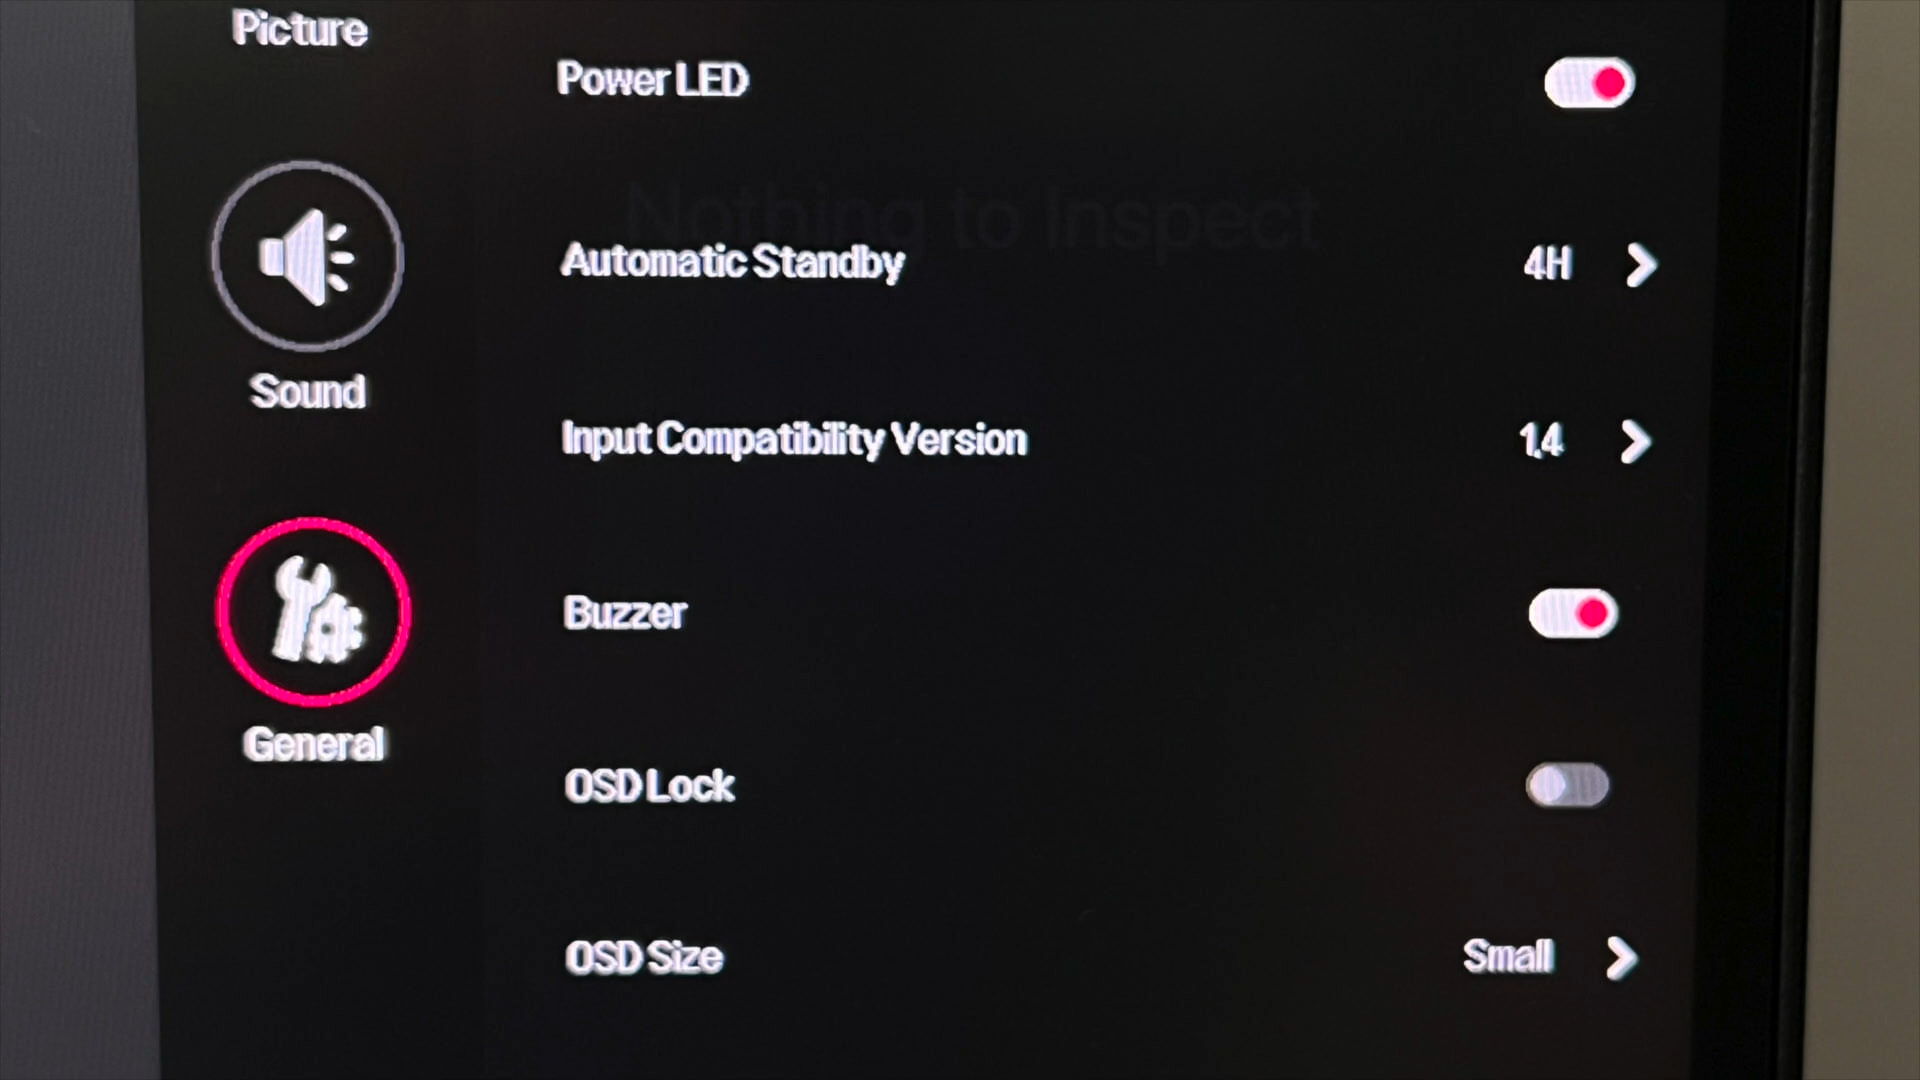 Picture
Power LED
Nothing to Inspect
Automatic Standby 4H
Sound
Input Compatibility Version 1.4
Buzzer
General
OSD Lock
OSD Size Small